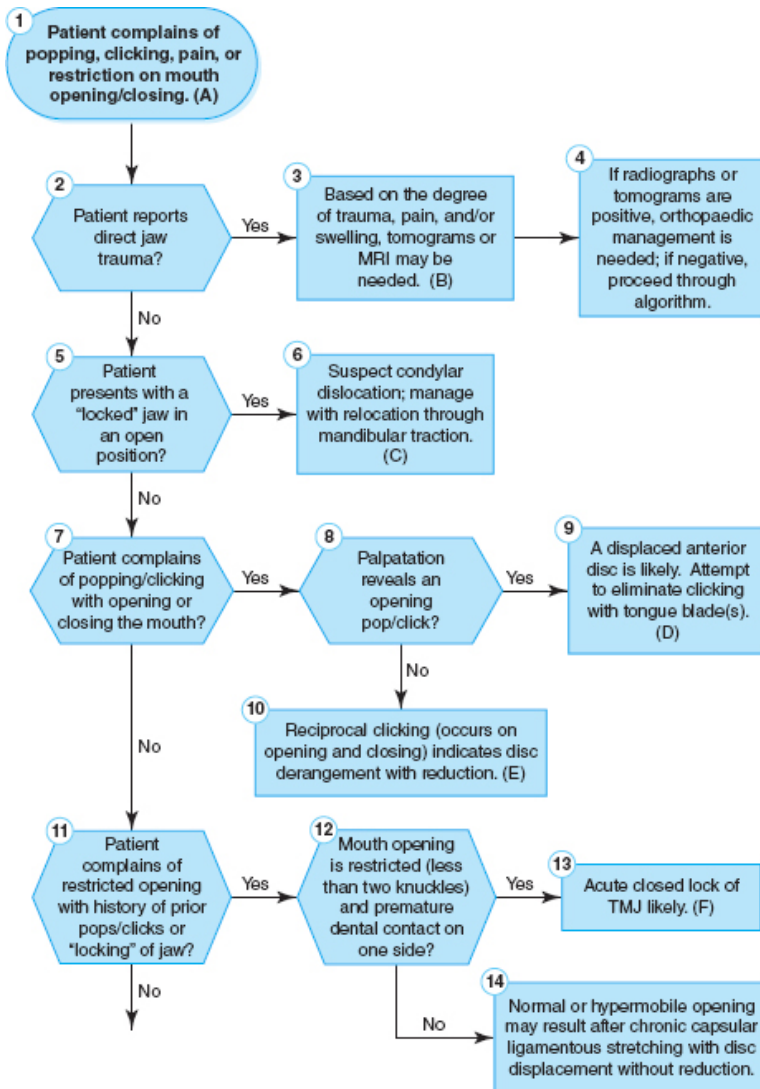 1
Patient complains of
popping, clicking, pain, or
restriction on mouth
opening/closing. (A)
2
Patient reports
direct jaw
trauma?
Yes
3
Based on the degree
of trauma, pain, and/or
swelling, tomograms or
MRI may be
needed. (B)
4
If radiographs or
tomograms are
positive, orthopaedic
management is
needed; if negative,
proceed through
algorithm.
No
5
Patient
presents with a
“locked” jaw in
an open
position?
Yes
6
Suspect condylar
dislocation; manage
with relocation through
mandibular traction.
(C)
No
7
Patient complains
of popping/clicking
with opening or
closing the mouth?
Yes
8
Palpatation
reveals an
opening
pop/click?
Yes
9
A displaced anterior
disc is likely. Attempt
to eliminate clicking
with tongue blade(s).
(D)
No
10
Reciprocal clicking (occurs on
opening and closing) indicates disc
derangement with reduction. (E)
No
11
Patient
complains of
restricted opening
with history of prior
pops/clicks or
“locking” of jaw?
Yes
12
Mouth opening
is restricted (less
than two knuckles)
and premature
dental contact on
one side?
Yes
13
Acute closed lock of
TMJ likely. (F)
No
No
14
Normal or hypermobile opening
may result after chronic capsular
ligamentous stretching with disc
displacement without reduction.